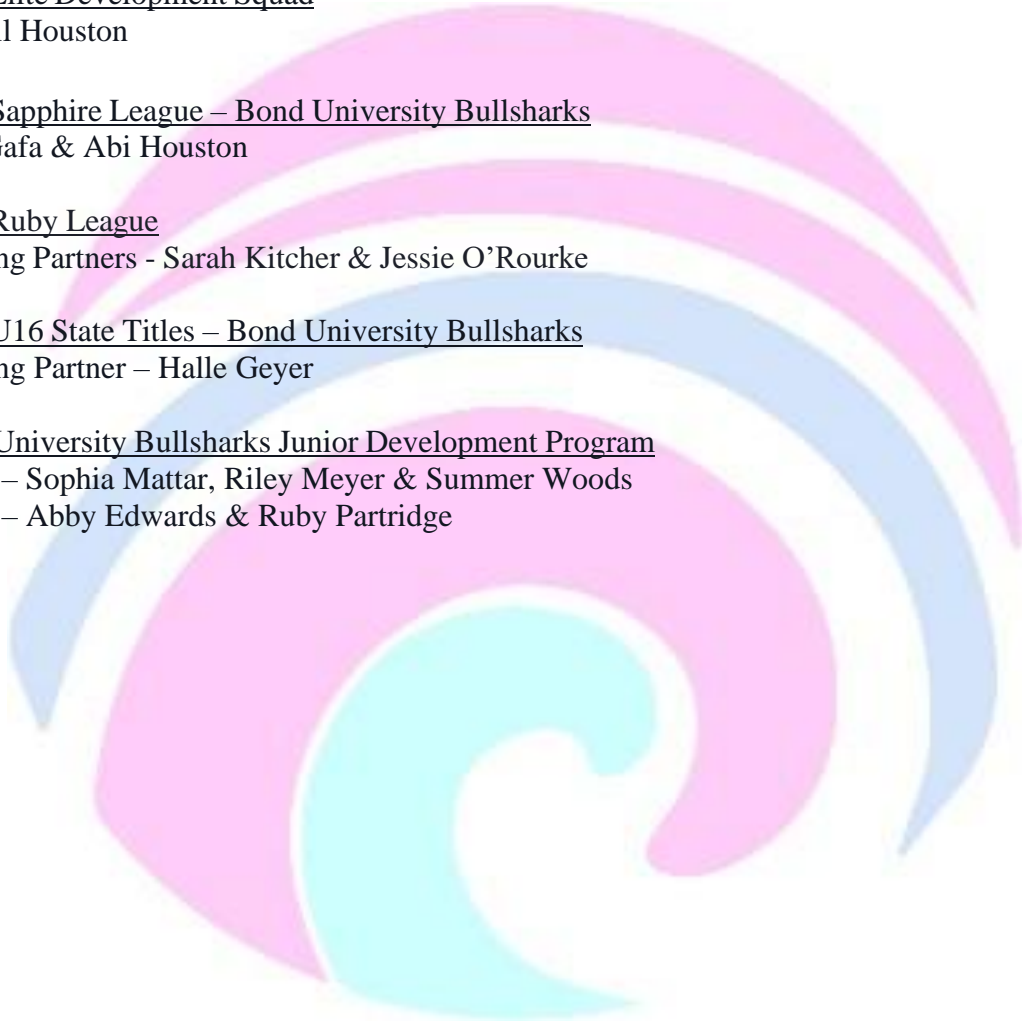 Elite Development Squad
ll Houston
Sapphire League – Bond University Bullsharks
Gafa & Abi Houston
Ruby League
ng Partners - Sarah Kitcher & Jessie O’Rourke
U16 State Titles – Bond University Bullsharks
ng Partner – Halle Geyer
University Bullsharks Junior Development Program
– Sophia Mattar, Riley Meyer & Summer Woods
– Abby Edwards & Ruby Partridge